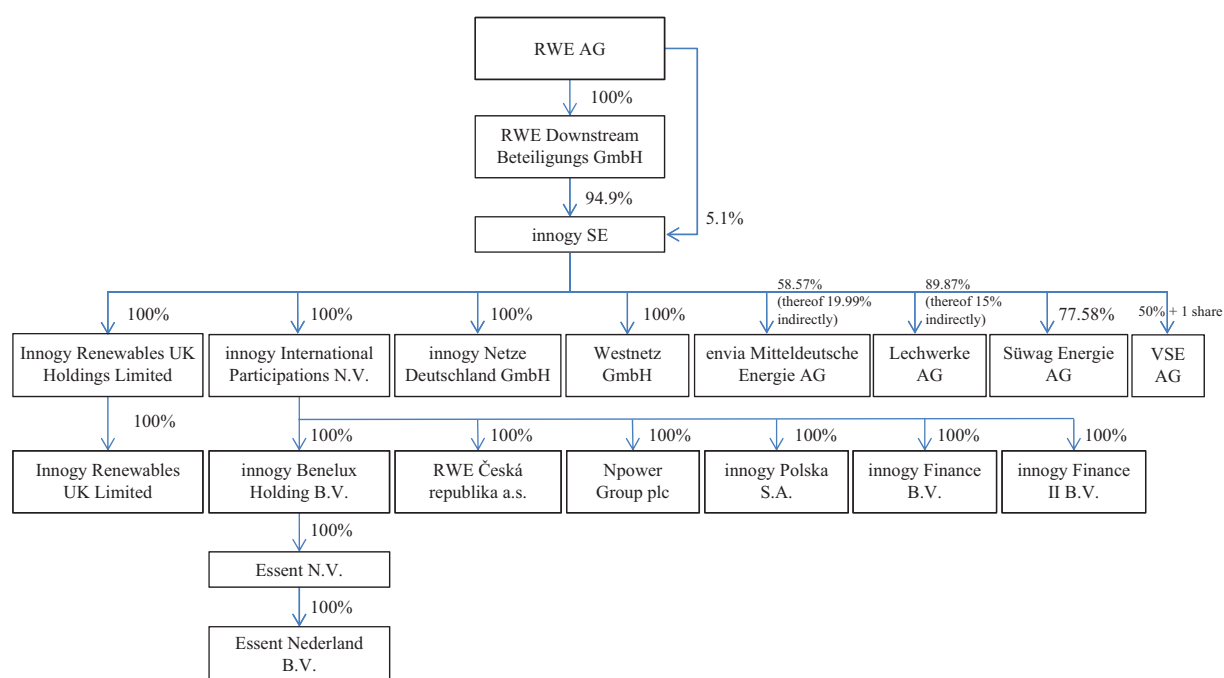 RWE AG
100%
RWE Downstream
Beteiligungs GmbH
94.9%
5.1%
innogy SE
100%
100%
100%
100%
58.57%
(thereof 19.99%
indirectly)
89.87%
(thereof 15%
indirectly)
77.58%
50% + 1 share
Innogy Renewables UK
Holdings Limited
innogy International
Participations N.V.
innogy Netze
Deutschland GmbH
Westnetz
GmbH
envia Mitteldeutsche
Energie AG
Lechwerke
AG
Süwag Energie
AG
VSE
AG
100%
100%
100%
100%
100%
100%
100%
Innogy Renewables
UK Limited
innogy Benelux
Holding B.V.
RWE Česká
republika a.s.
Npower
Group plc
innogy Polska
S.A.
innogy Finance
B.V.
innogy Finance
II B.V.
100%
Essent N.V.
100%
Essent Nederland
B.V.